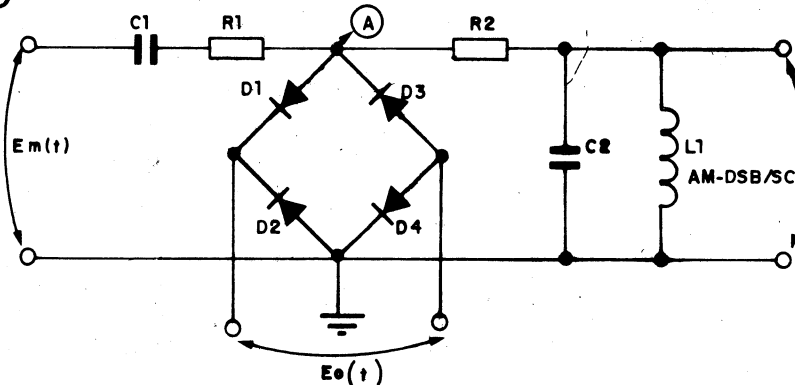 C1
R1
A
R2
D1
D3
Em(t)
C2
L1
AM-DSB/SC
D2
D4
Eo(t)